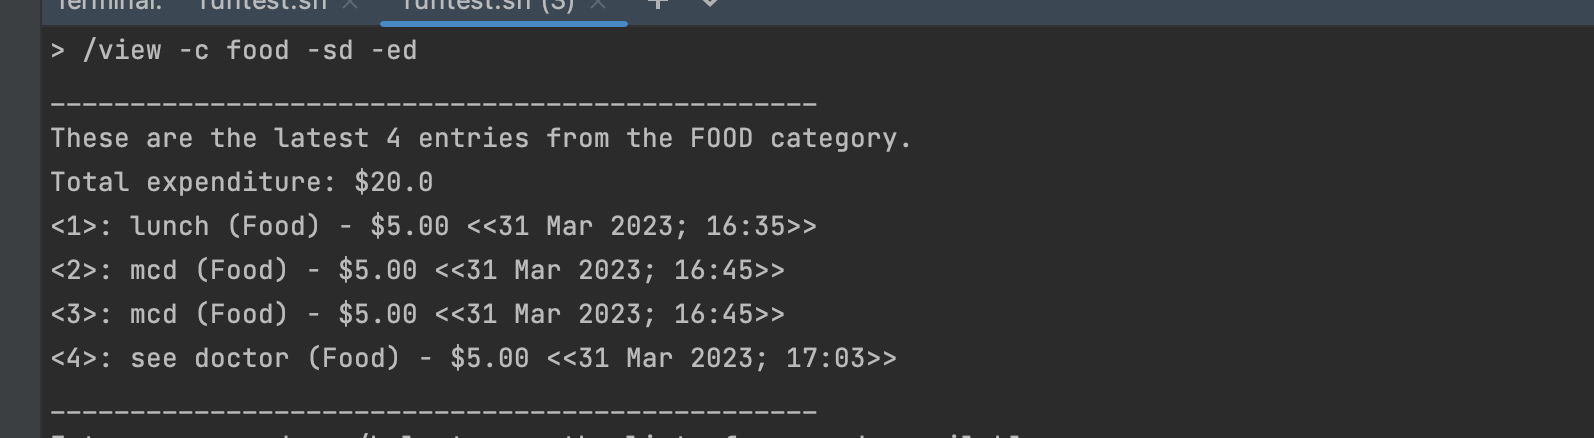 Terminal: runtest.sh × runtest.sh (3) × +
> /view -c food -sd -ed
________________________________________________
These are the latest 4 entries from the FOOD category.
Total expenditure: $20.0
<1>: lunch (Food) - $5.00 <<31 Mar 2023; 16:35>>
<2>: mcd (Food) - $5.00 <<31 Mar 2023; 16:45>>
<3>: mcd (Food) - $5.00 <<31 Mar 2023; 16:45>>
<4>: see doctor (Food) - $5.00 <<31 Mar 2023; 17:03>>
________________________________________________